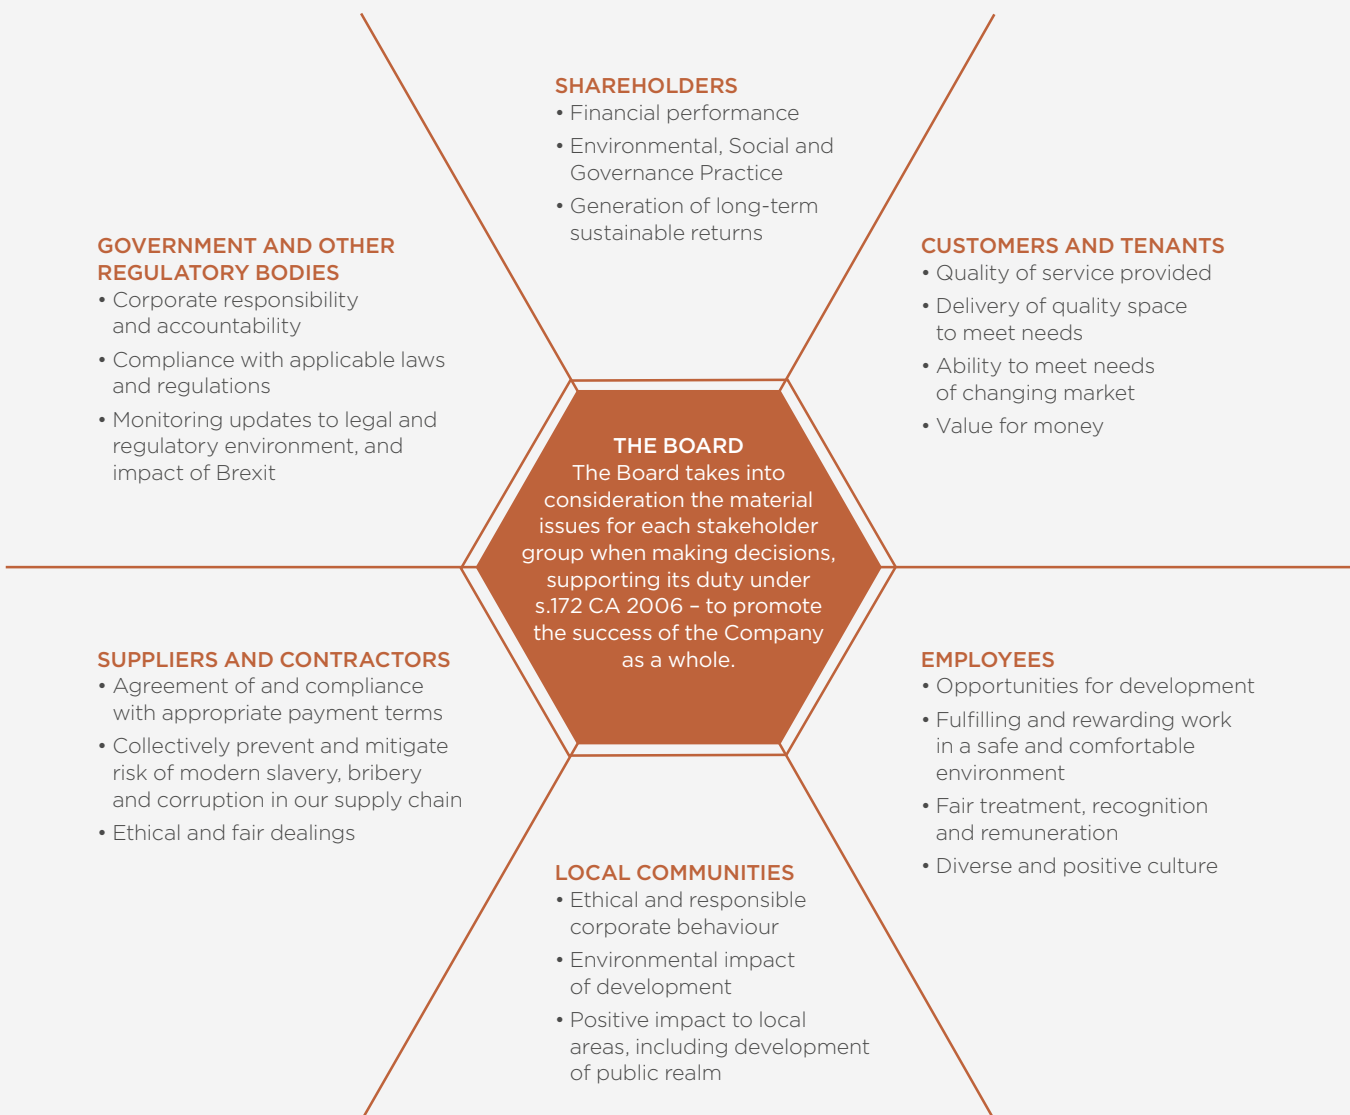 SHAREHOLDERS
• Financial performance
• Environmental, Social and
Governance Practice
• Generation of long-term
sustainable returns
GOVERNMENT AND OTHER
REGULATORY BODIES
• Corporate responsibility
and accountability
• Compliance with applicable laws
and regulations
• Monitoring updates to legal and
regulatory environment, and
impact of Brexit
CUSTOMERS AND TENANTS
• Quality of service provided
• Delivery of quality space
to meet needs
• Ability to meet needs
of changing market
• Value for money
THE BOARD
The Board takes into
consideration the material
issues for each stakeholder
group when making decisions,
supporting its duty under
s.172 CA 2006 – to promote
the success of the Company
as a whole.
SUPPLIERS AND CONTRACTORS
• Agreement of and compliance
with appropriate payment terms
• Collectively prevent and mitigate
risk of modern slavery, bribery
and corruption in our supply chain
• Ethical and fair dealings
EMPLOYEES
• Opportunities for development
• Fulfilling and rewarding work
in a safe and comfortable
environment
• Fair treatment, recognition
and remuneration
• Diverse and positive culture
LOCAL COMMUNITIES
• Ethical and responsible
corporate behaviour
• Environmental impact
of development
• Positive impact to local
areas, including development
of public realm